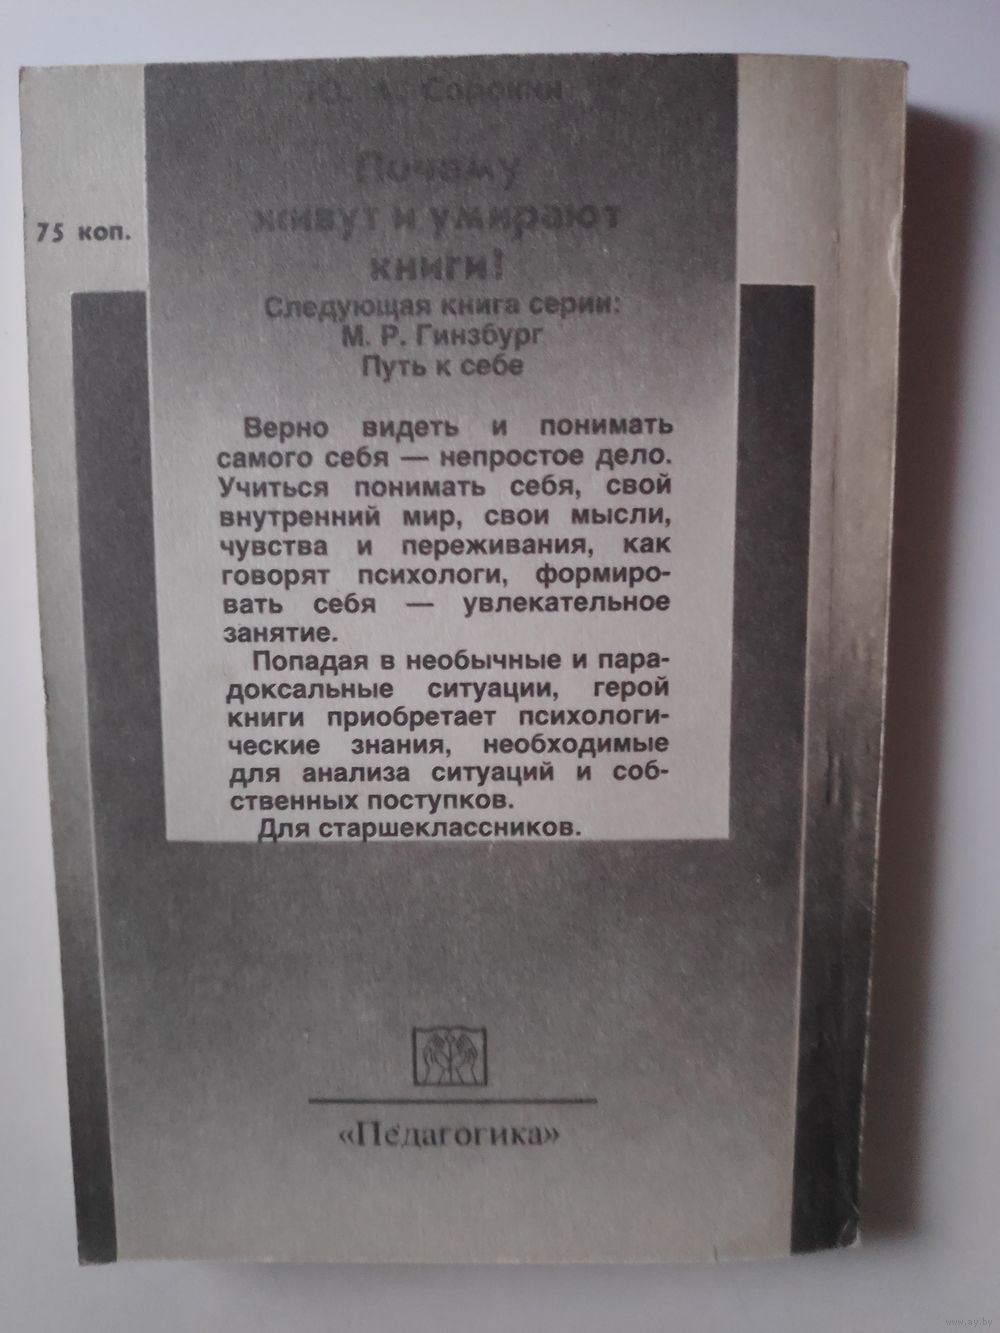 Ю. А. Сорокин
Почему
живут и умирают
книги!
75 коп.
Следующая книга серии:
М. Р. Гинзбург
Путь к себе
Верно видеть и понимать
самого себя — непростое дело.
Учиться понимать себя, свой
внутренний мир, свои мысли,
чувства и переживания, как
говорят психологи, формиро-
вать себя — увлекательное
занятие.
Попадая в необычные и пара-
доксальные ситуации, герой
книги приобретает психологи-
ческие знания, необходимые
для анализа ситуаций и соб-
ственных поступков.
Для старшеклассников.
«Педагогика»
www.ay.by